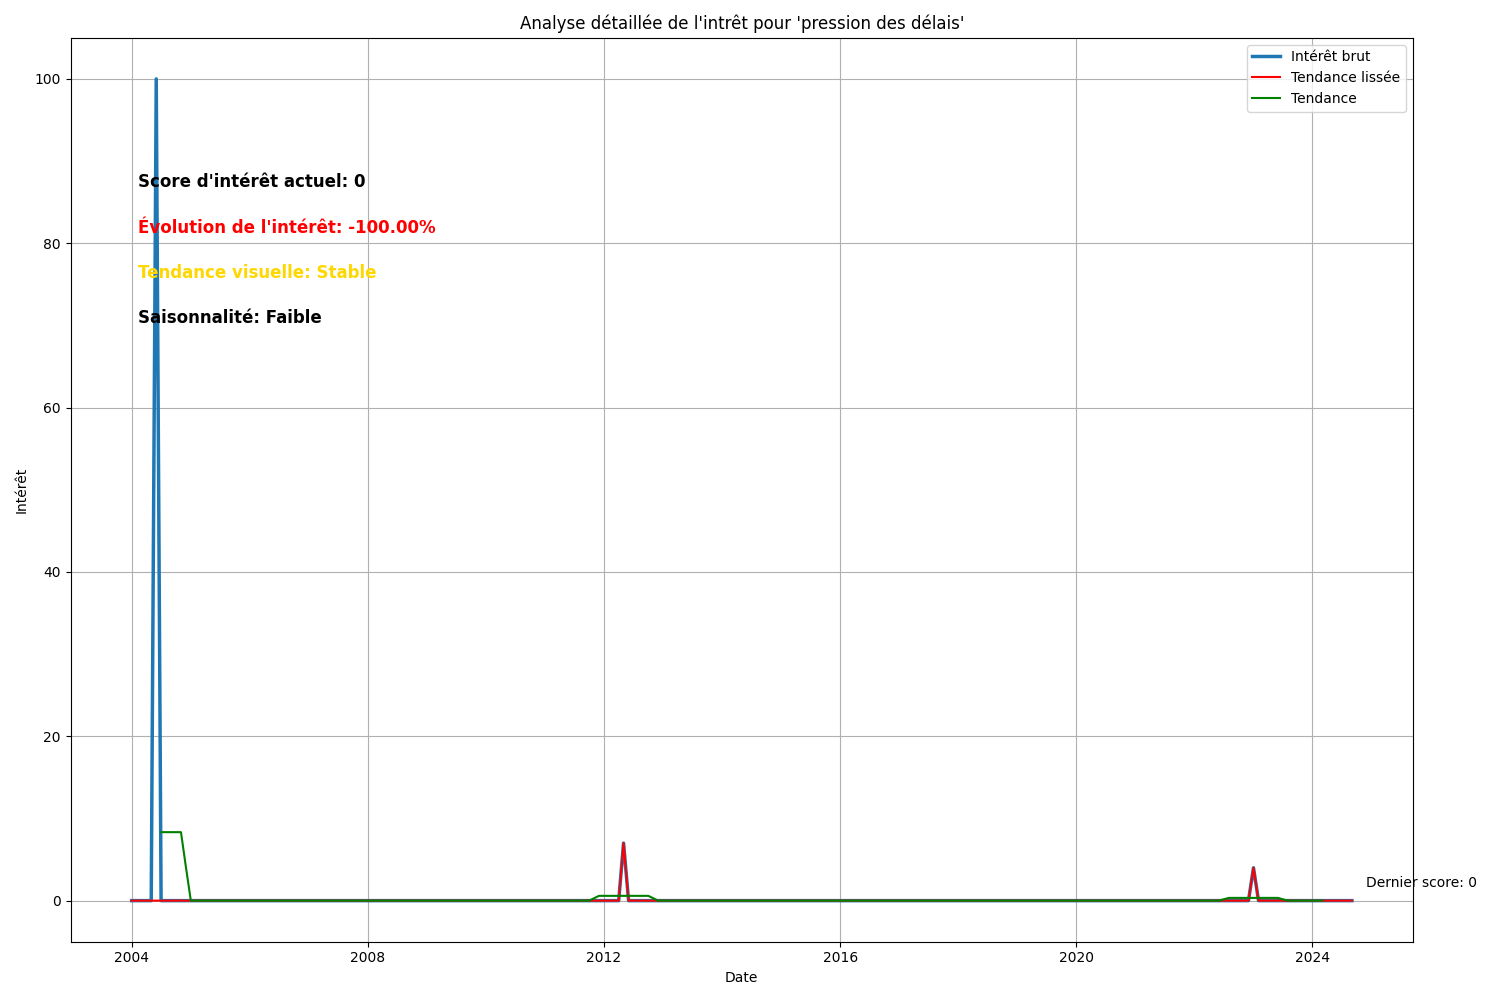 Analyse détaillée de l'intrêt pour 'pression des délais'
Intérêt brut
Tendance lissée
Tendance
100
80
60
40
20
0
Intérêt
Score d'intérêt actuel: 0
Évolution de l'intérêt: -100.00%
Tendance visuelle: Stable
Saisonnalité: Faible
Dernier score: 0
2004
2008
2012
2016
2020
2024
Date